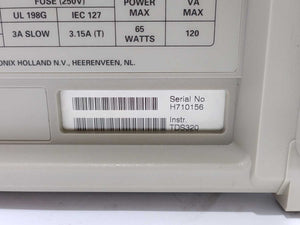 FUSE (250V)
POWER
MAX
VA
MAX
UL 198G
IEC 127
3A SLOW
3.15A (T)
65
WATTS
120
ONIX HOLLAND N.V., HEERENVEEN, NL.
Serial No
H710156
Instr.
TDS320